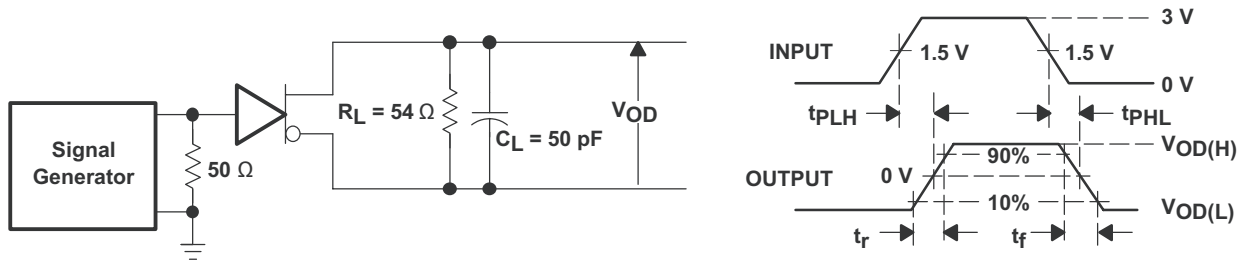 Signal
Generator
50 Ω
R_L = 54 Ω
C_L = 50 pF
V_OD
INPUT
3 V
1.5 V
1.5 V
0 V
t_PLH
t_PHL
OUTPUT
0 V
90%
10%
V_OD(H)
V_OD(L)
t_r
t_f